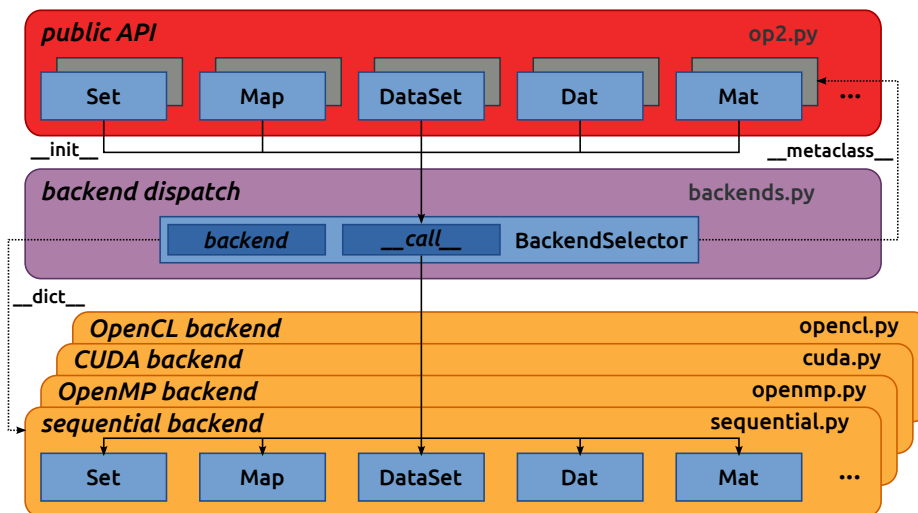 public API op2.py
Set Map DataSet Dat Mat ...
__init__ __metaclass__
backend dispatch backends.py
backend __call__ BackendSelector
__dict__
OpenCL backend opencl.py
CUDA backend cuda.py
OpenMP backend openmp.py
sequential backend sequential.py
Set Map DataSet Dat Mat ...